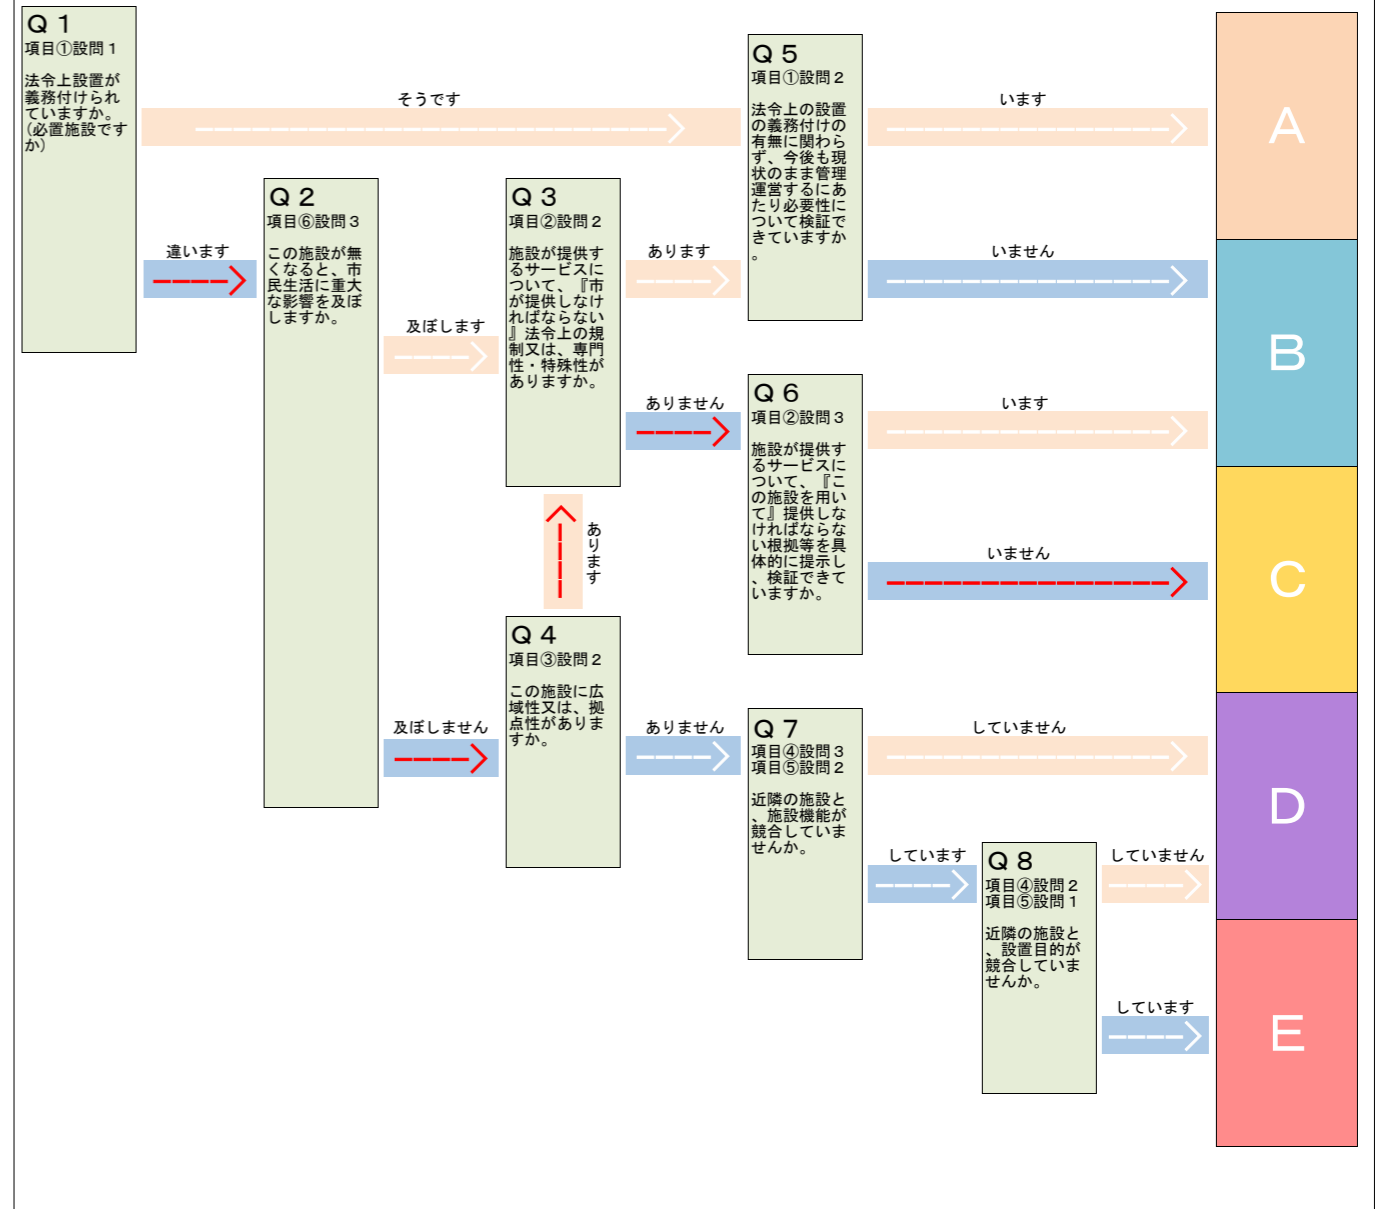 Ｑ１
項目①設問１
法令上設置が
義務付けられ
ていますか。
(必置施設です
か)
そうです
違います
Ｑ２
項目⑥設問３
この施設が無
くなると、市
民生活に重大
な影響を及ぼ
しますか。
及ぼします
及ぼしません
Ｑ３
項目②設問２
施設が提供す
るサービスに
ついて、『市
が提供しなけ
ればならない
』法令上の規
制又は、専門
性・特殊性が
ありますか。
あります
ありません
あります
Ｑ４
項目③設問２
この施設に広
域性又は、拠
点性がありま
すか。
ありません
Ｑ５
項目①設問２
法令上の設置
の義務付けの
有無に関わら
ず、今後も現
状のまま管理
運営するにあ
たり必要性に
ついて検証で
きていますか
。
います
いません
Ｑ６
項目②設問３
施設が提供す
るサービスに
ついて、『こ
の施設を用い
て』提供しな
ければならな
い根拠等を具
体的に提示し
、検証できて
いますか。
います
いません
Ｑ７
項目④設問３
項目⑤設問２
近隣の施設と
、施設機能が
競合していま
せんか。
していません
しています
Ｑ８
項目④設問２
項目⑤設問１
近隣の施設と
、設置目的が
競合していま
せんか。
していません
しています
A
B
C
D
E